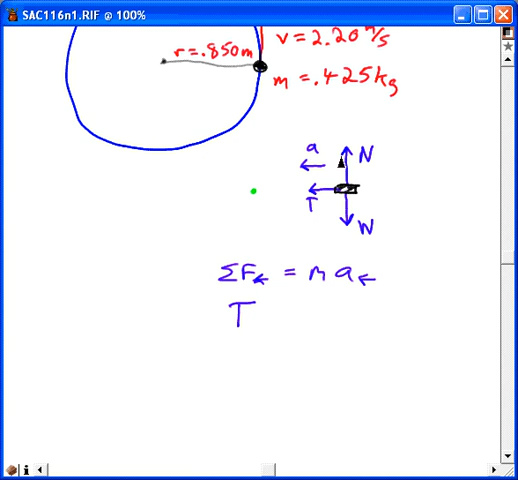 SAC116n1.RIF @ 100%
v = 2.20 m/s
r = .850m
m = .425kg
a
N
T
W
ΣF← = m a←
T